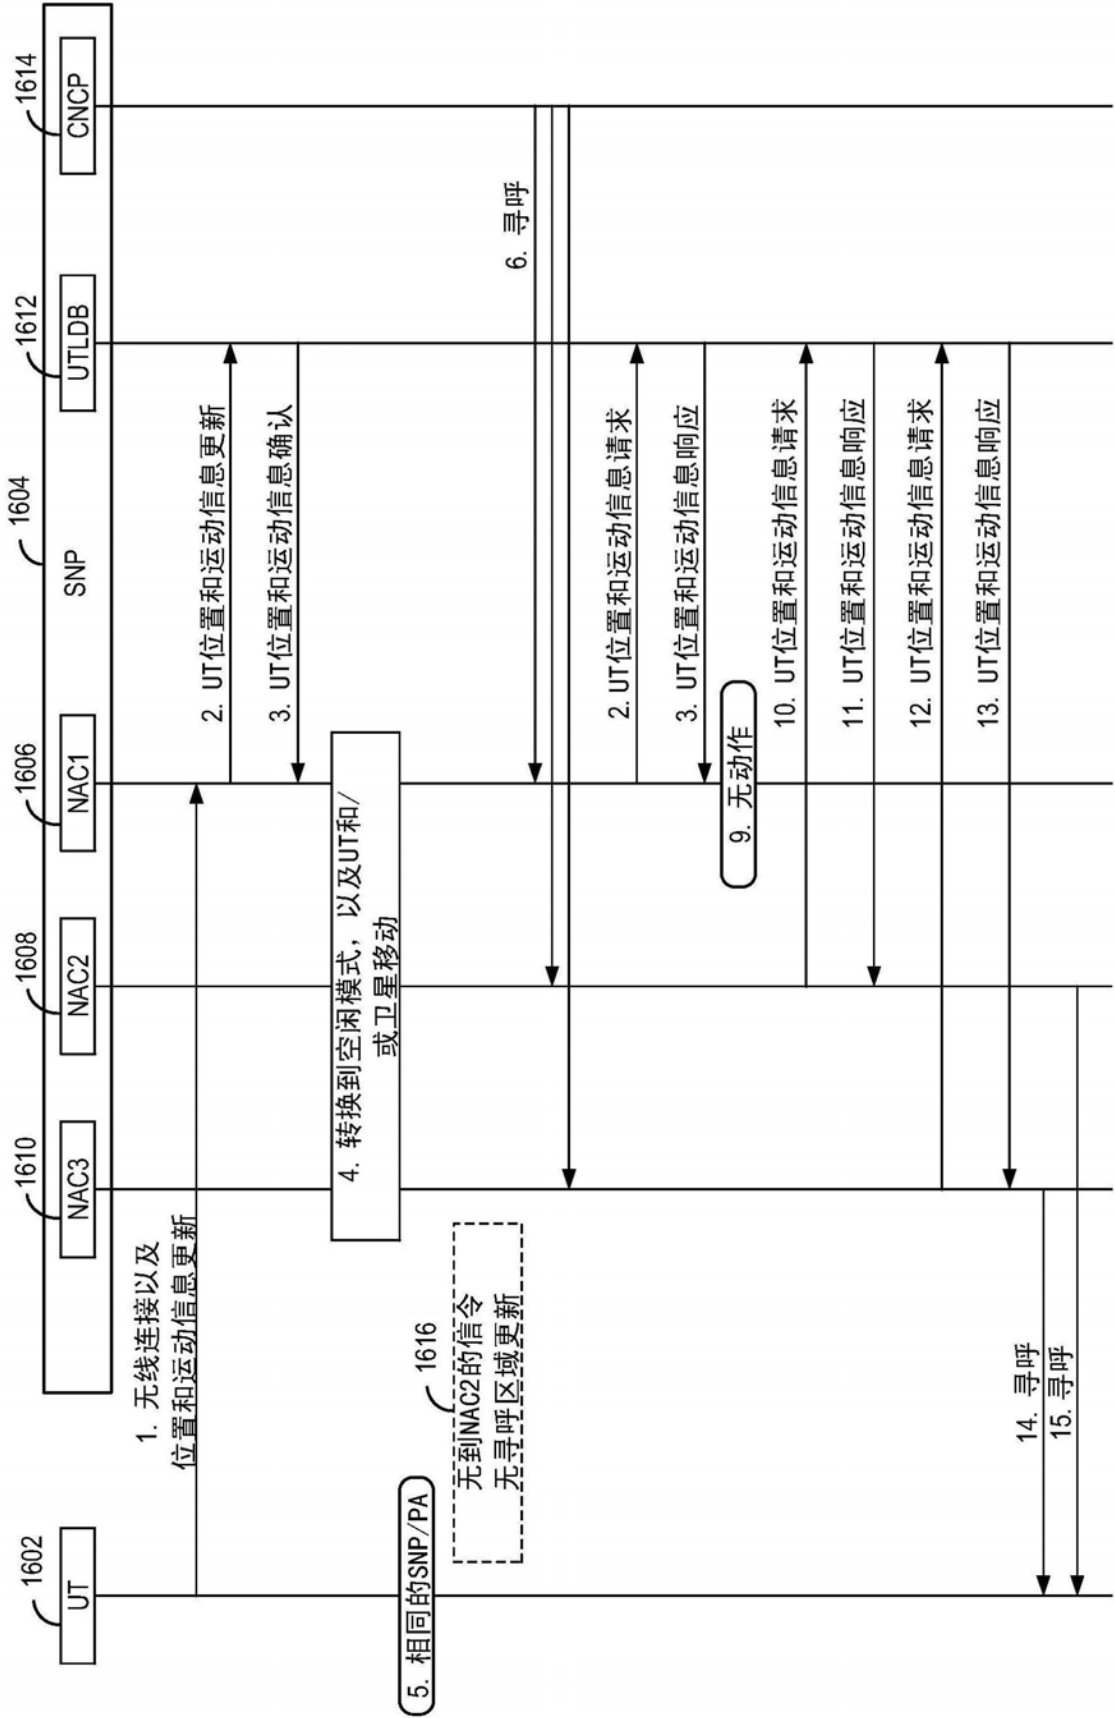 1604
1602
1610
1608
1606
1612
1614
SNP
UT
NAC3
NAC2
NAC1
UTLDB
CNCP
1. 无线连接以及
位置和运动信息更新
2. UT位置和运动信息更新
3. UT位置和运动信息确认
4. 转换到空闲模式，以及UT和/
或卫星移动
5. 相同的SNP/PA
1616
无到NAC2的信令
无寻呼区域更新
6. 寻呼
2. UT位置和运动信息请求
3. UT位置和运动信息响应
9. 无动作
10. UT位置和运动信息请求
11. UT位置和运动信息响应
12. UT位置和运动信息请求
13. UT位置和运动信息响应
14. 寻呼
15. 寻呼